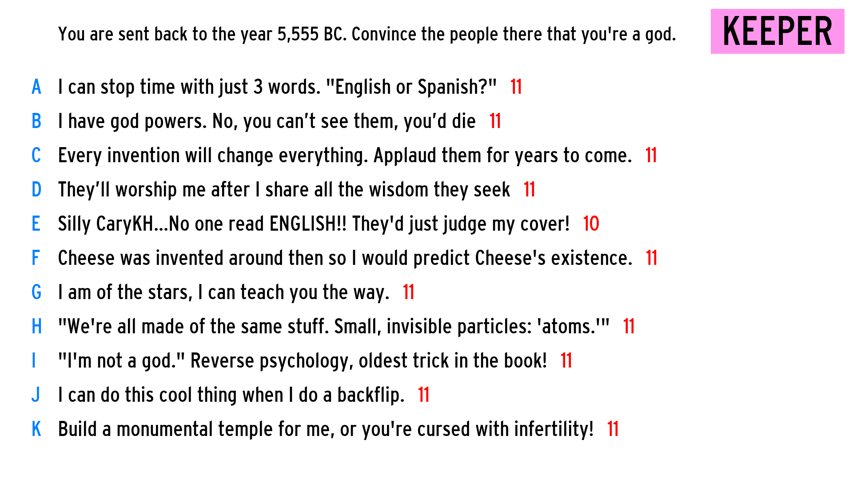 You are sent back to the year 5,555 BC. Convince the people there that you're a god.
KEEPER
A I can stop time with just 3 words. "English or Spanish?" 11
B I have god powers. No, you can’t see them, you’d die 11
C Every invention will change everything. Applaud them for years to come. 11
D They’ll worship me after I share all the wisdom they seek 11
E Silly CaryKH...No one read ENGLISH!! They'd just judge my cover! 10
F Cheese was invented around then so I would predict Cheese's existence. 11
G I am of the stars, I can teach you the way. 11
H "We're all made of the same stuff. Small, invisible particles: 'atoms.'" 11
I "I'm not a god." Reverse psychology, oldest trick in the book! 11
J I can do this cool thing when I do a backflip. 11
K Build a monumental temple for me, or you're cursed with infertility! 11